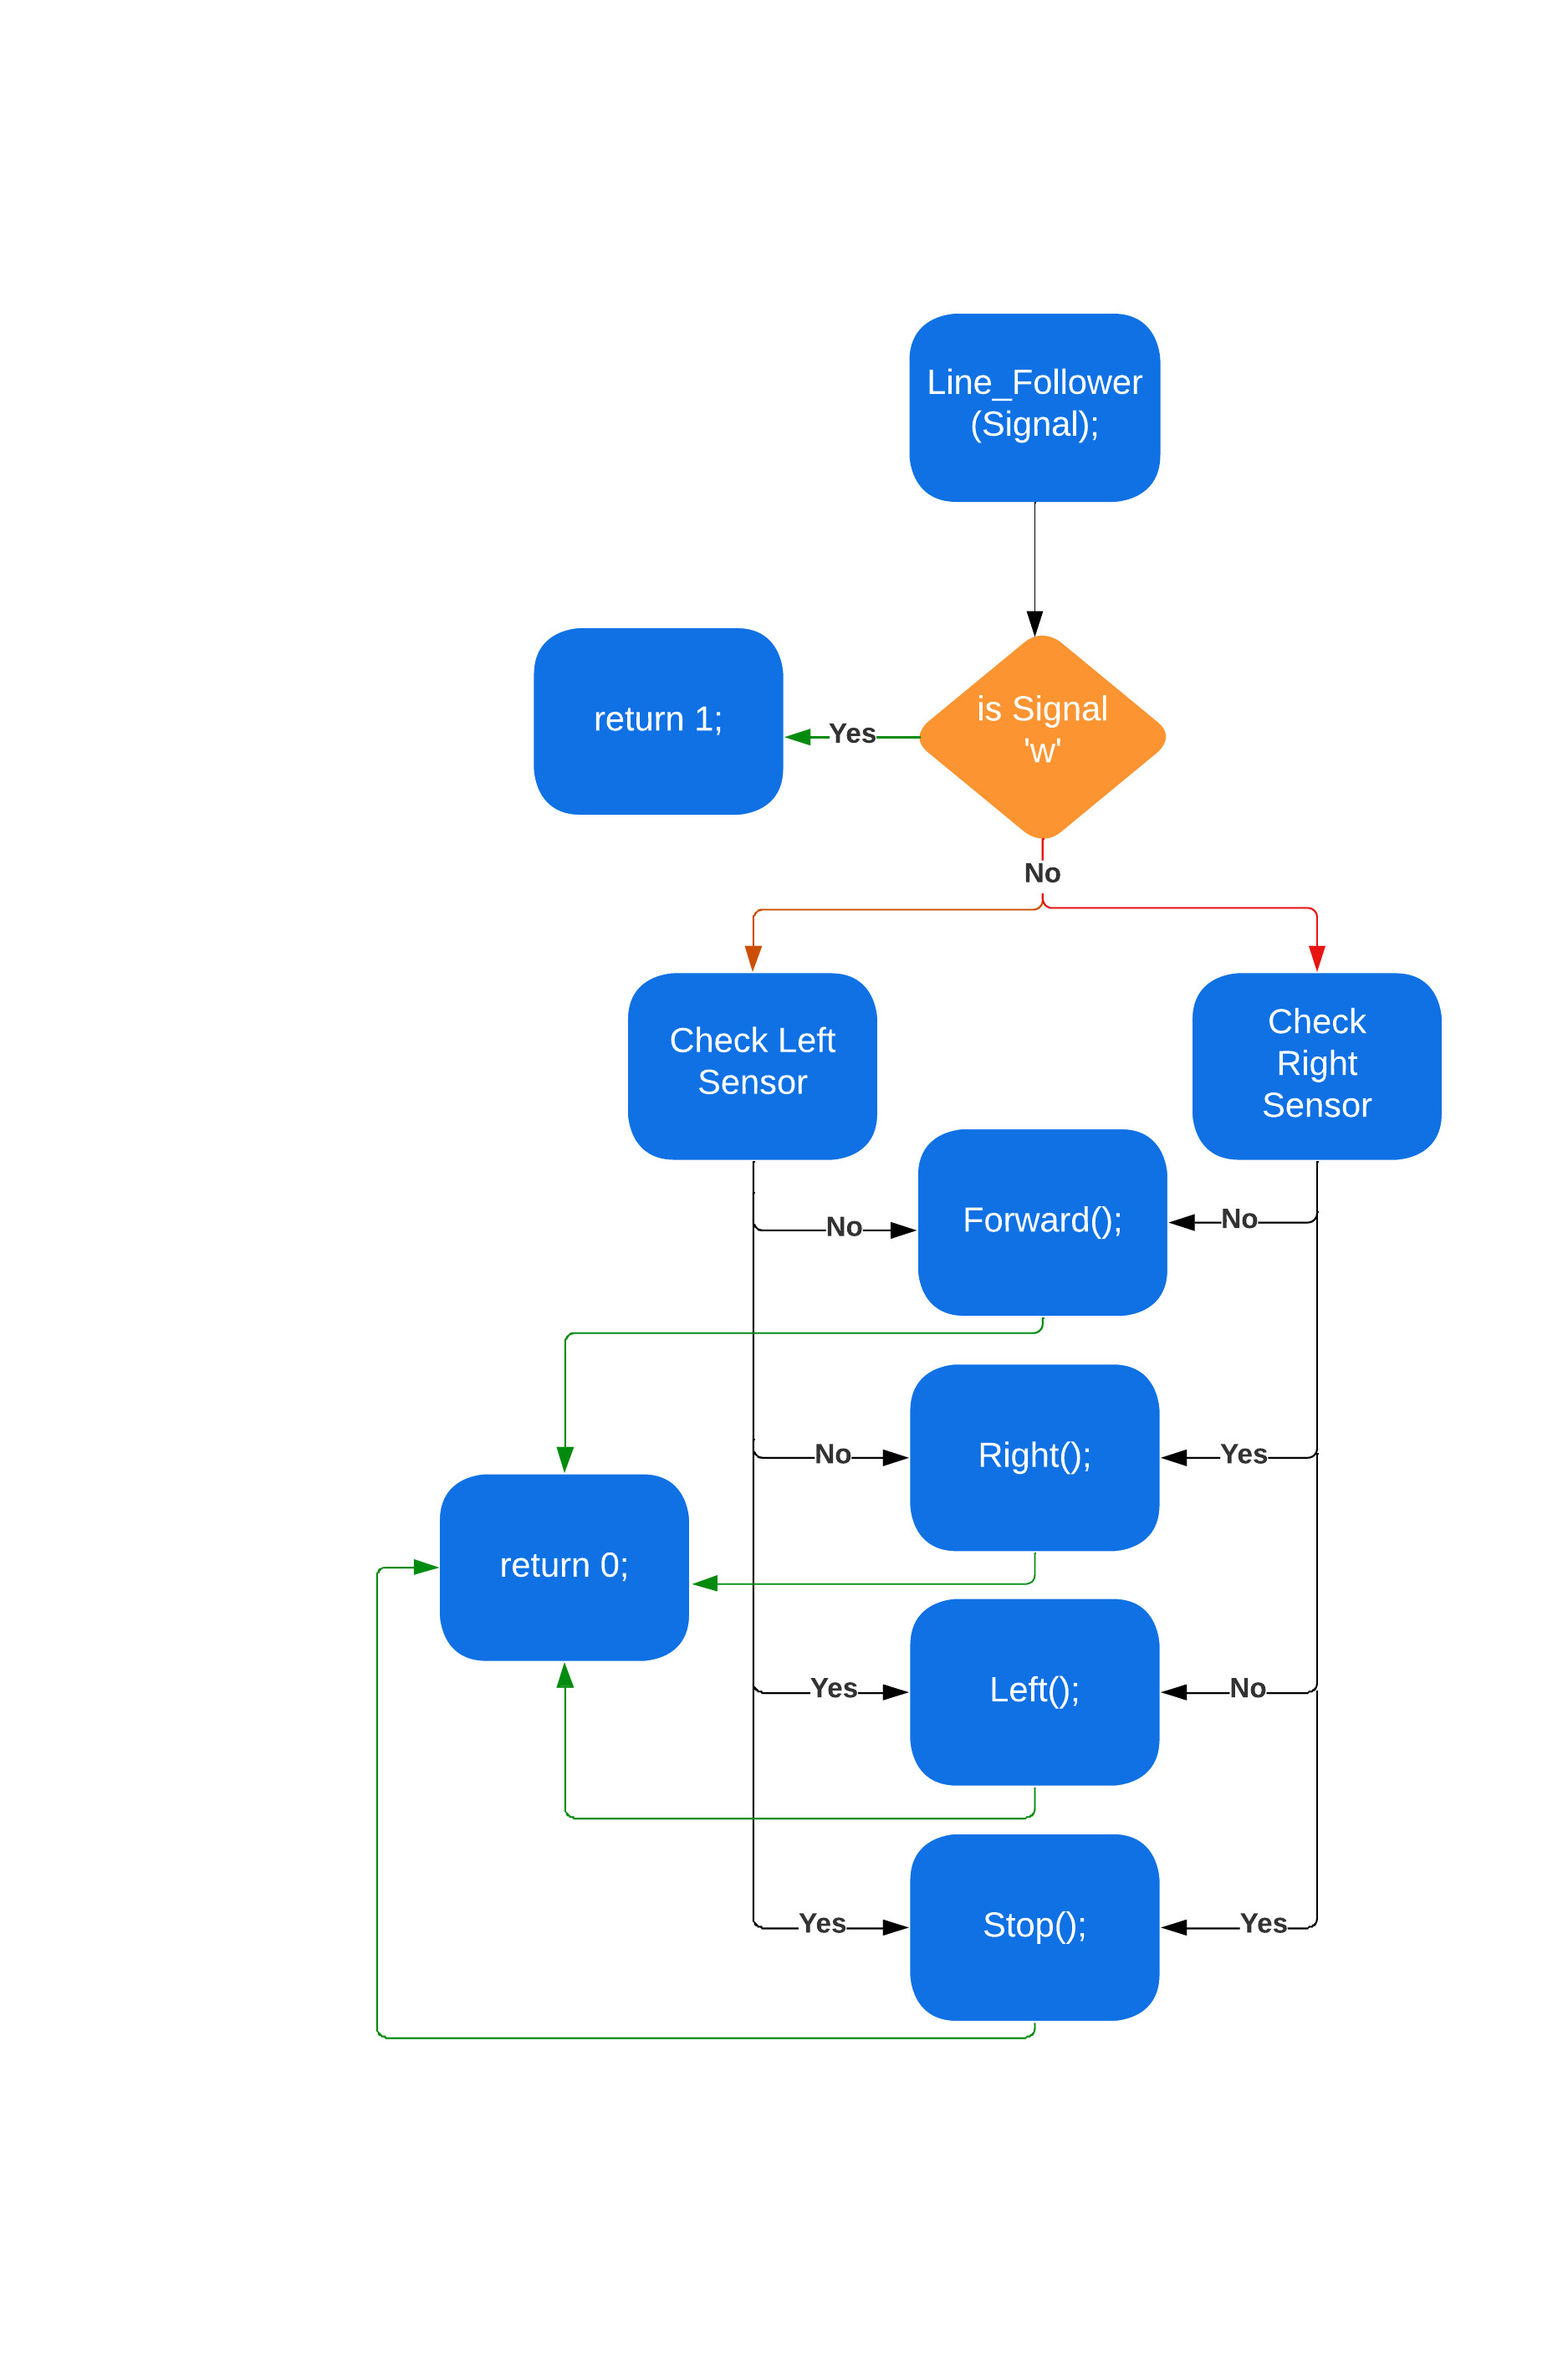 Line_Follower
(Signal);
is Signal
'w'
Yes
return 1;
No
Check Left
Sensor
Check
Right
Sensor
No
Forward();
No
No
Right();
Yes
return 0;
Yes
Left();
No
Yes
Stop();
Yes